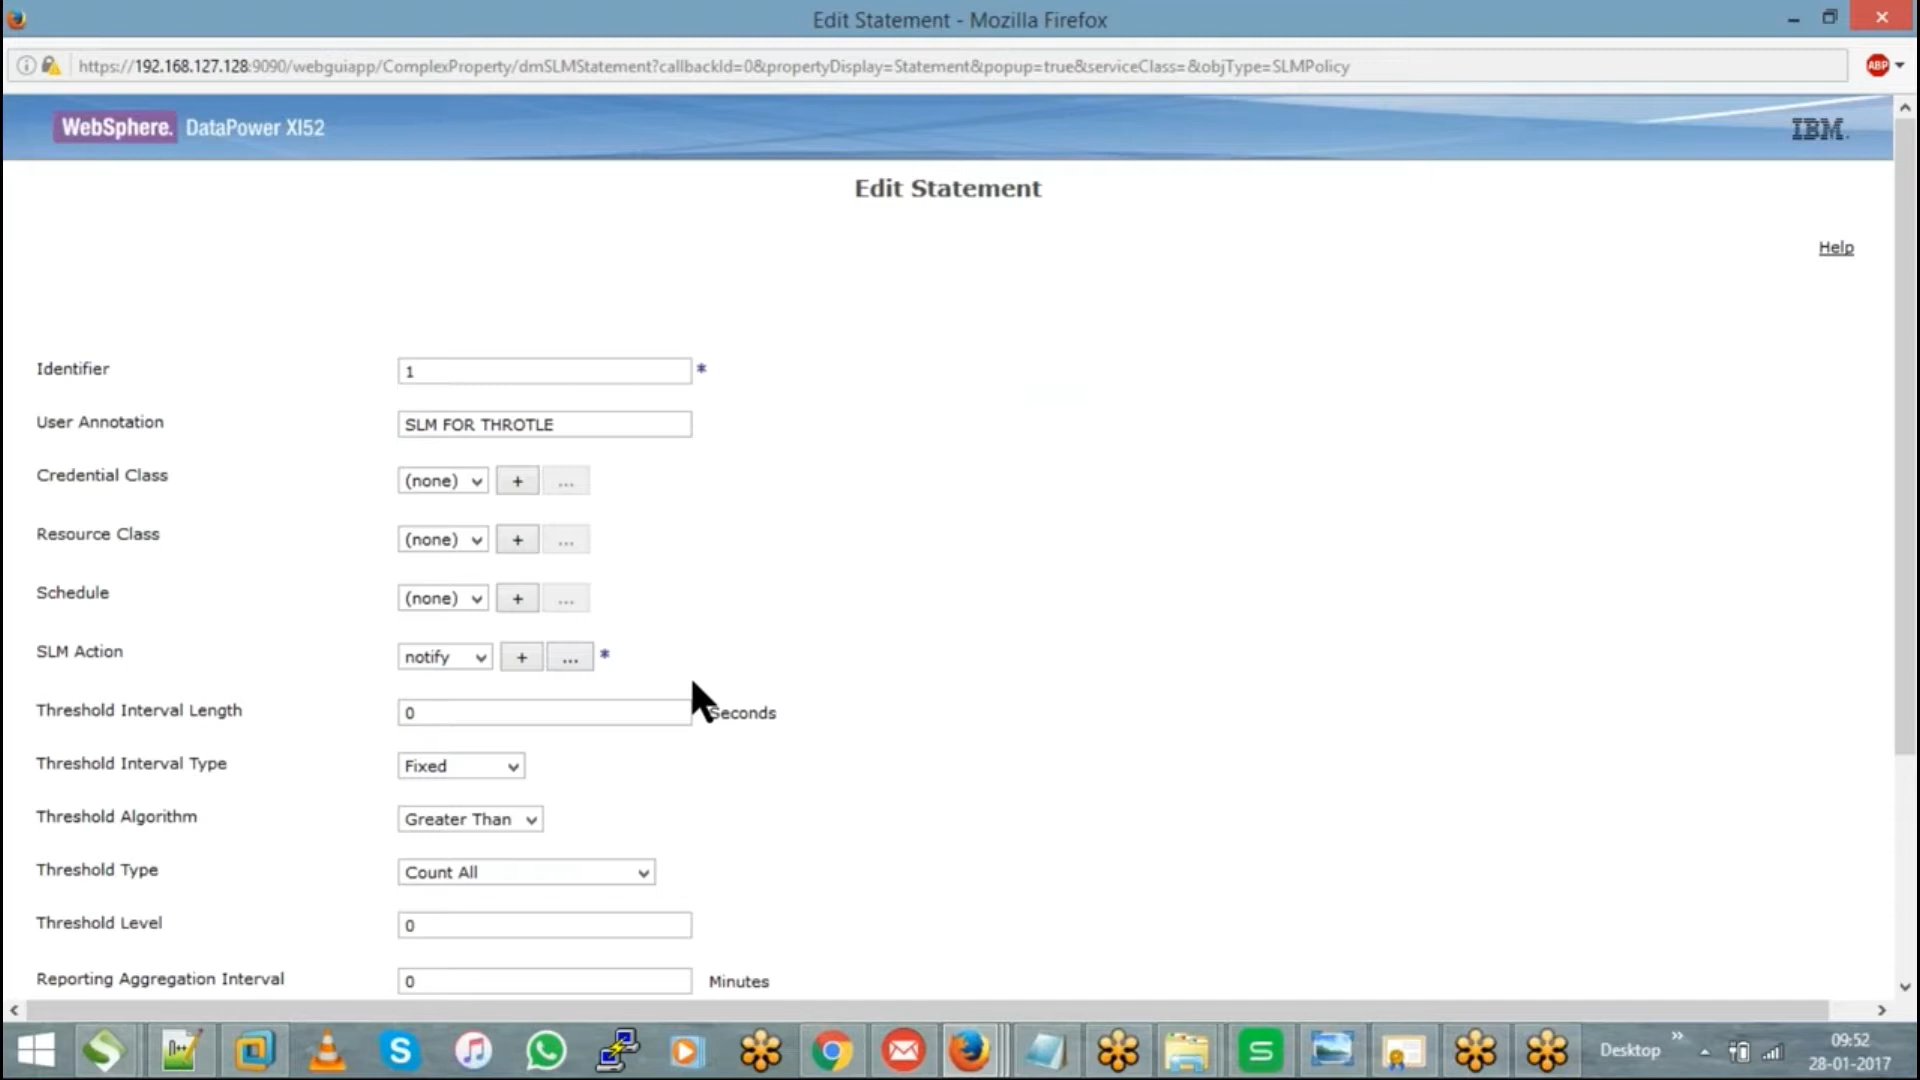 Edit Statement - Mozilla Firefox
https://192.168.127.128:9090/webguiapp/ComplexProperty/dmSLMStatement?callbackId=0&propertyDisplay=Statement&popup=true&serviceClass=&objType=SLMPolicy
ABP
WebSphere. DataPower XI52
IBM.
Edit Statement
Help
Identifier 1 *
User Annotation SLM FOR THROTLE
Credential Class (none) + ...
Resource Class (none) + ...
Schedule (none) + ...
SLM Action notify + ... *
Threshold Interval Length 0 Seconds
Threshold Interval Type Fixed
Threshold Algorithm Greater Than
Threshold Type Count All
Threshold Level 0
Reporting Aggregation Interval 0 Minutes
Desktop
09:52
28-01-2017